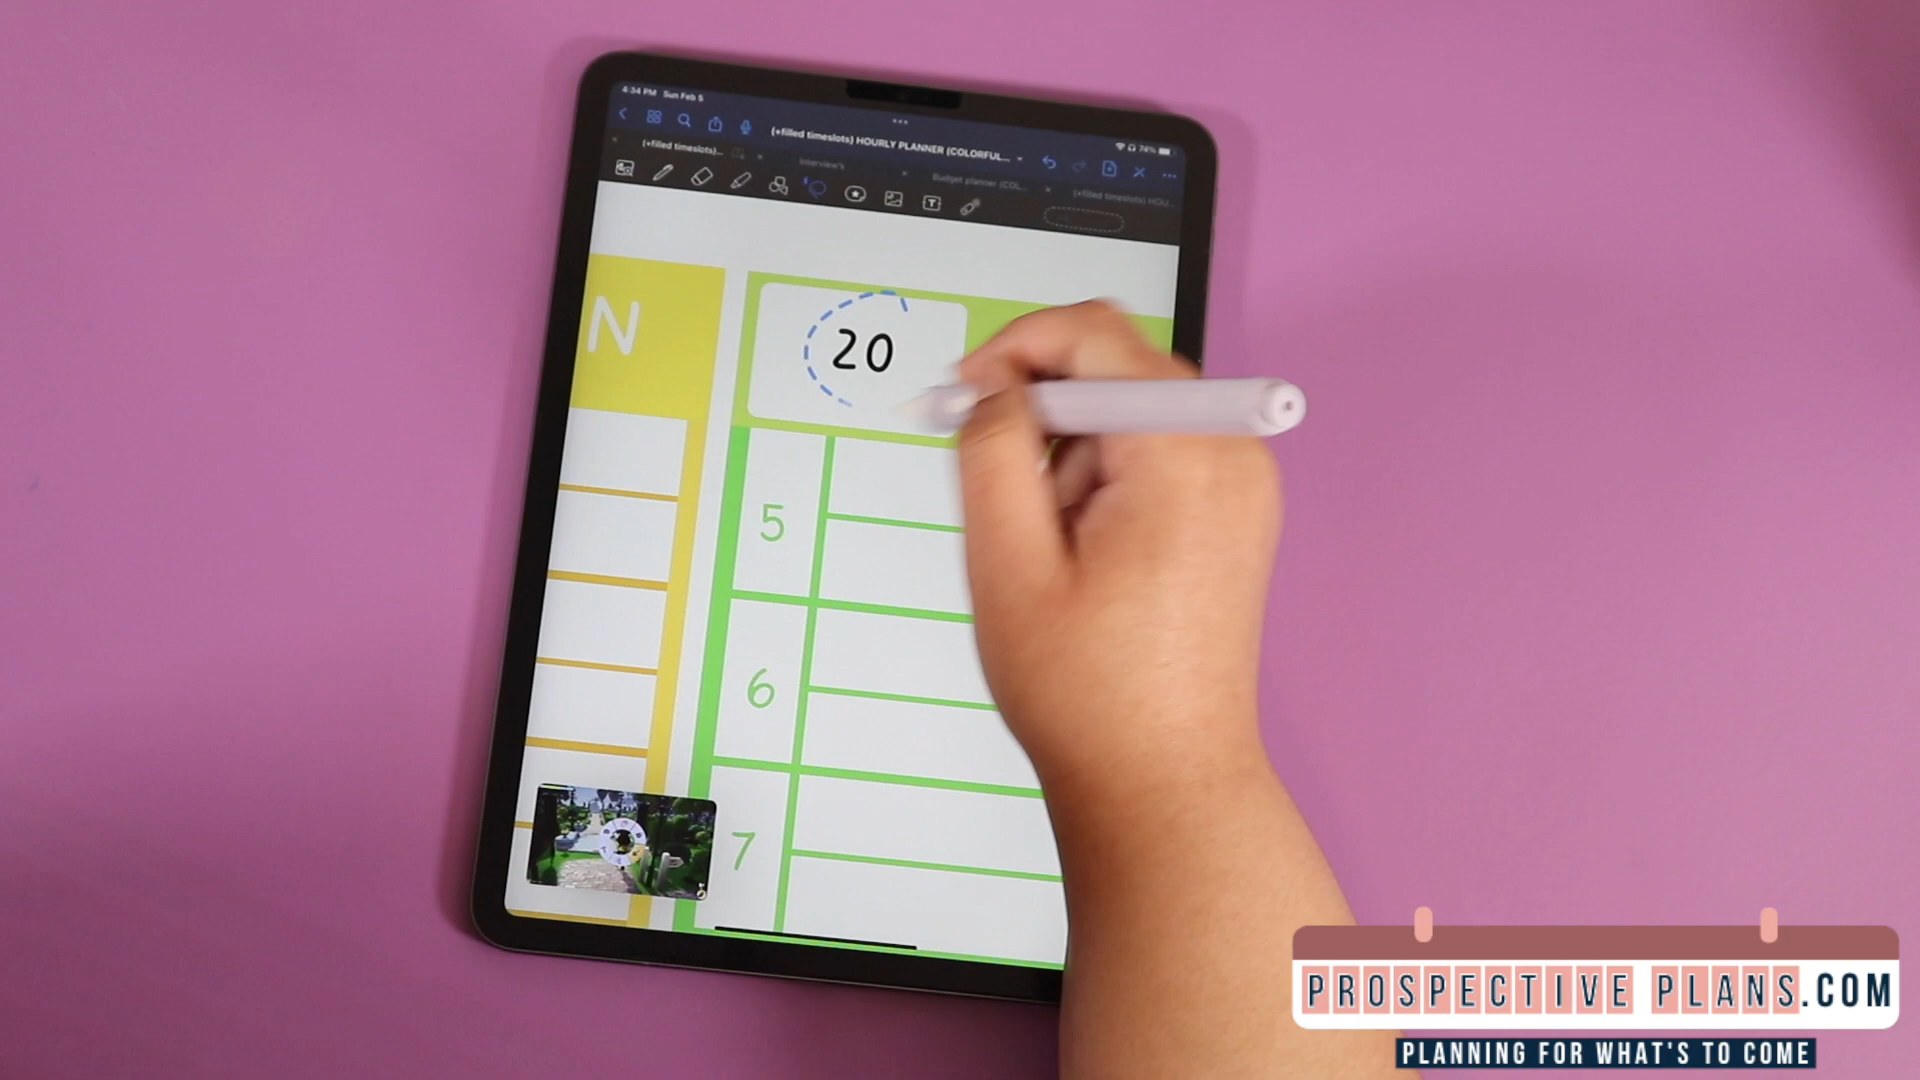 4:34 PM Sun Feb 5
74%
(+filled timeslots) HOURLY PLANNER (COLORFUL...
(+filled timeslots)...
Interview's
Budget planner (COL...
(+filled timeslots) HOU...
T
N
20
5
6
7
PROSPECTIVE PLANS.COM
PLANNING FOR WHAT'S TO COME